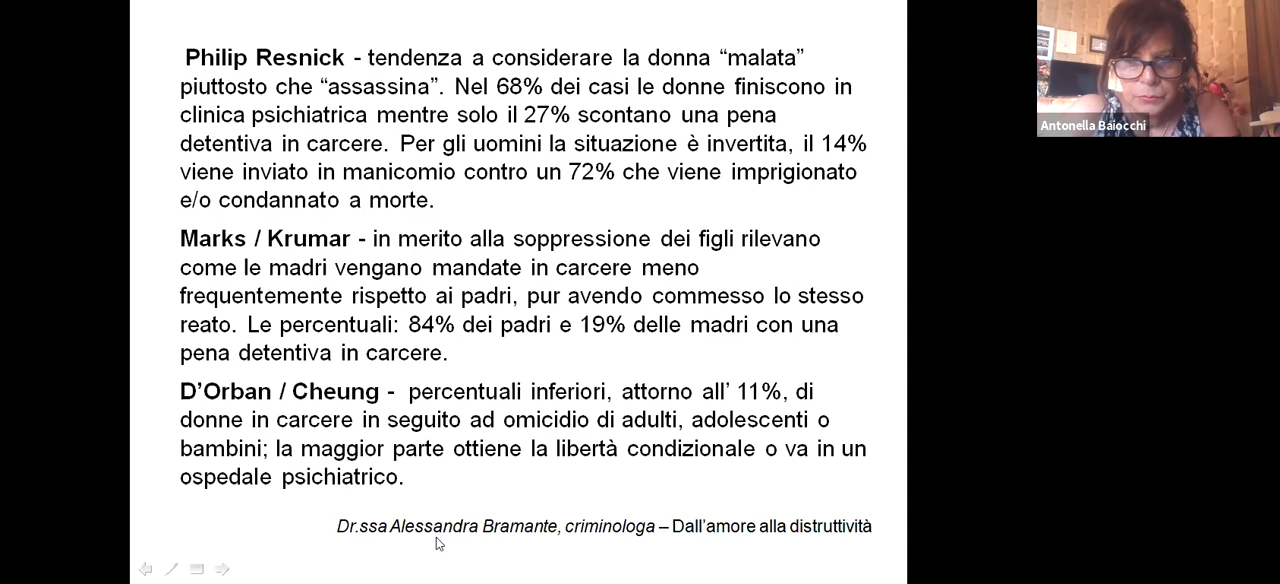 Philip Resnick - tendenza a considerare la donna “malata”
piuttosto che “assassina”. Nel 68% dei casi le donne finiscono in
clinica psichiatrica mentre solo il 27% scontano una pena
detentiva in carcere. Per gli uomini la situazione è invertita, il 14%
viene inviato in manicomio contro un 72% che viene imprigionato
e/o condannato a morte.
Marks / Krumar - in merito alla soppressione dei figli rilevano
come le madri vengano mandate in carcere meno
frequentemente rispetto ai padri, pur avendo commesso lo stesso
reato. Le percentuali: 84% dei padri e 19% delle madri con una
pena detentiva in carcere.
D’Orban / Cheung - percentuali inferiori, attorno all’ 11%, di
donne in carcere in seguito ad omicidio di adulti, adolescenti o
bambini; la maggior parte ottiene la libertà condizionale o va in un
ospedale psichiatrico.
Dr.ssa Alessandra Bramante, criminologa – Dall’amore alla distruttività
Antonella Baiocchi